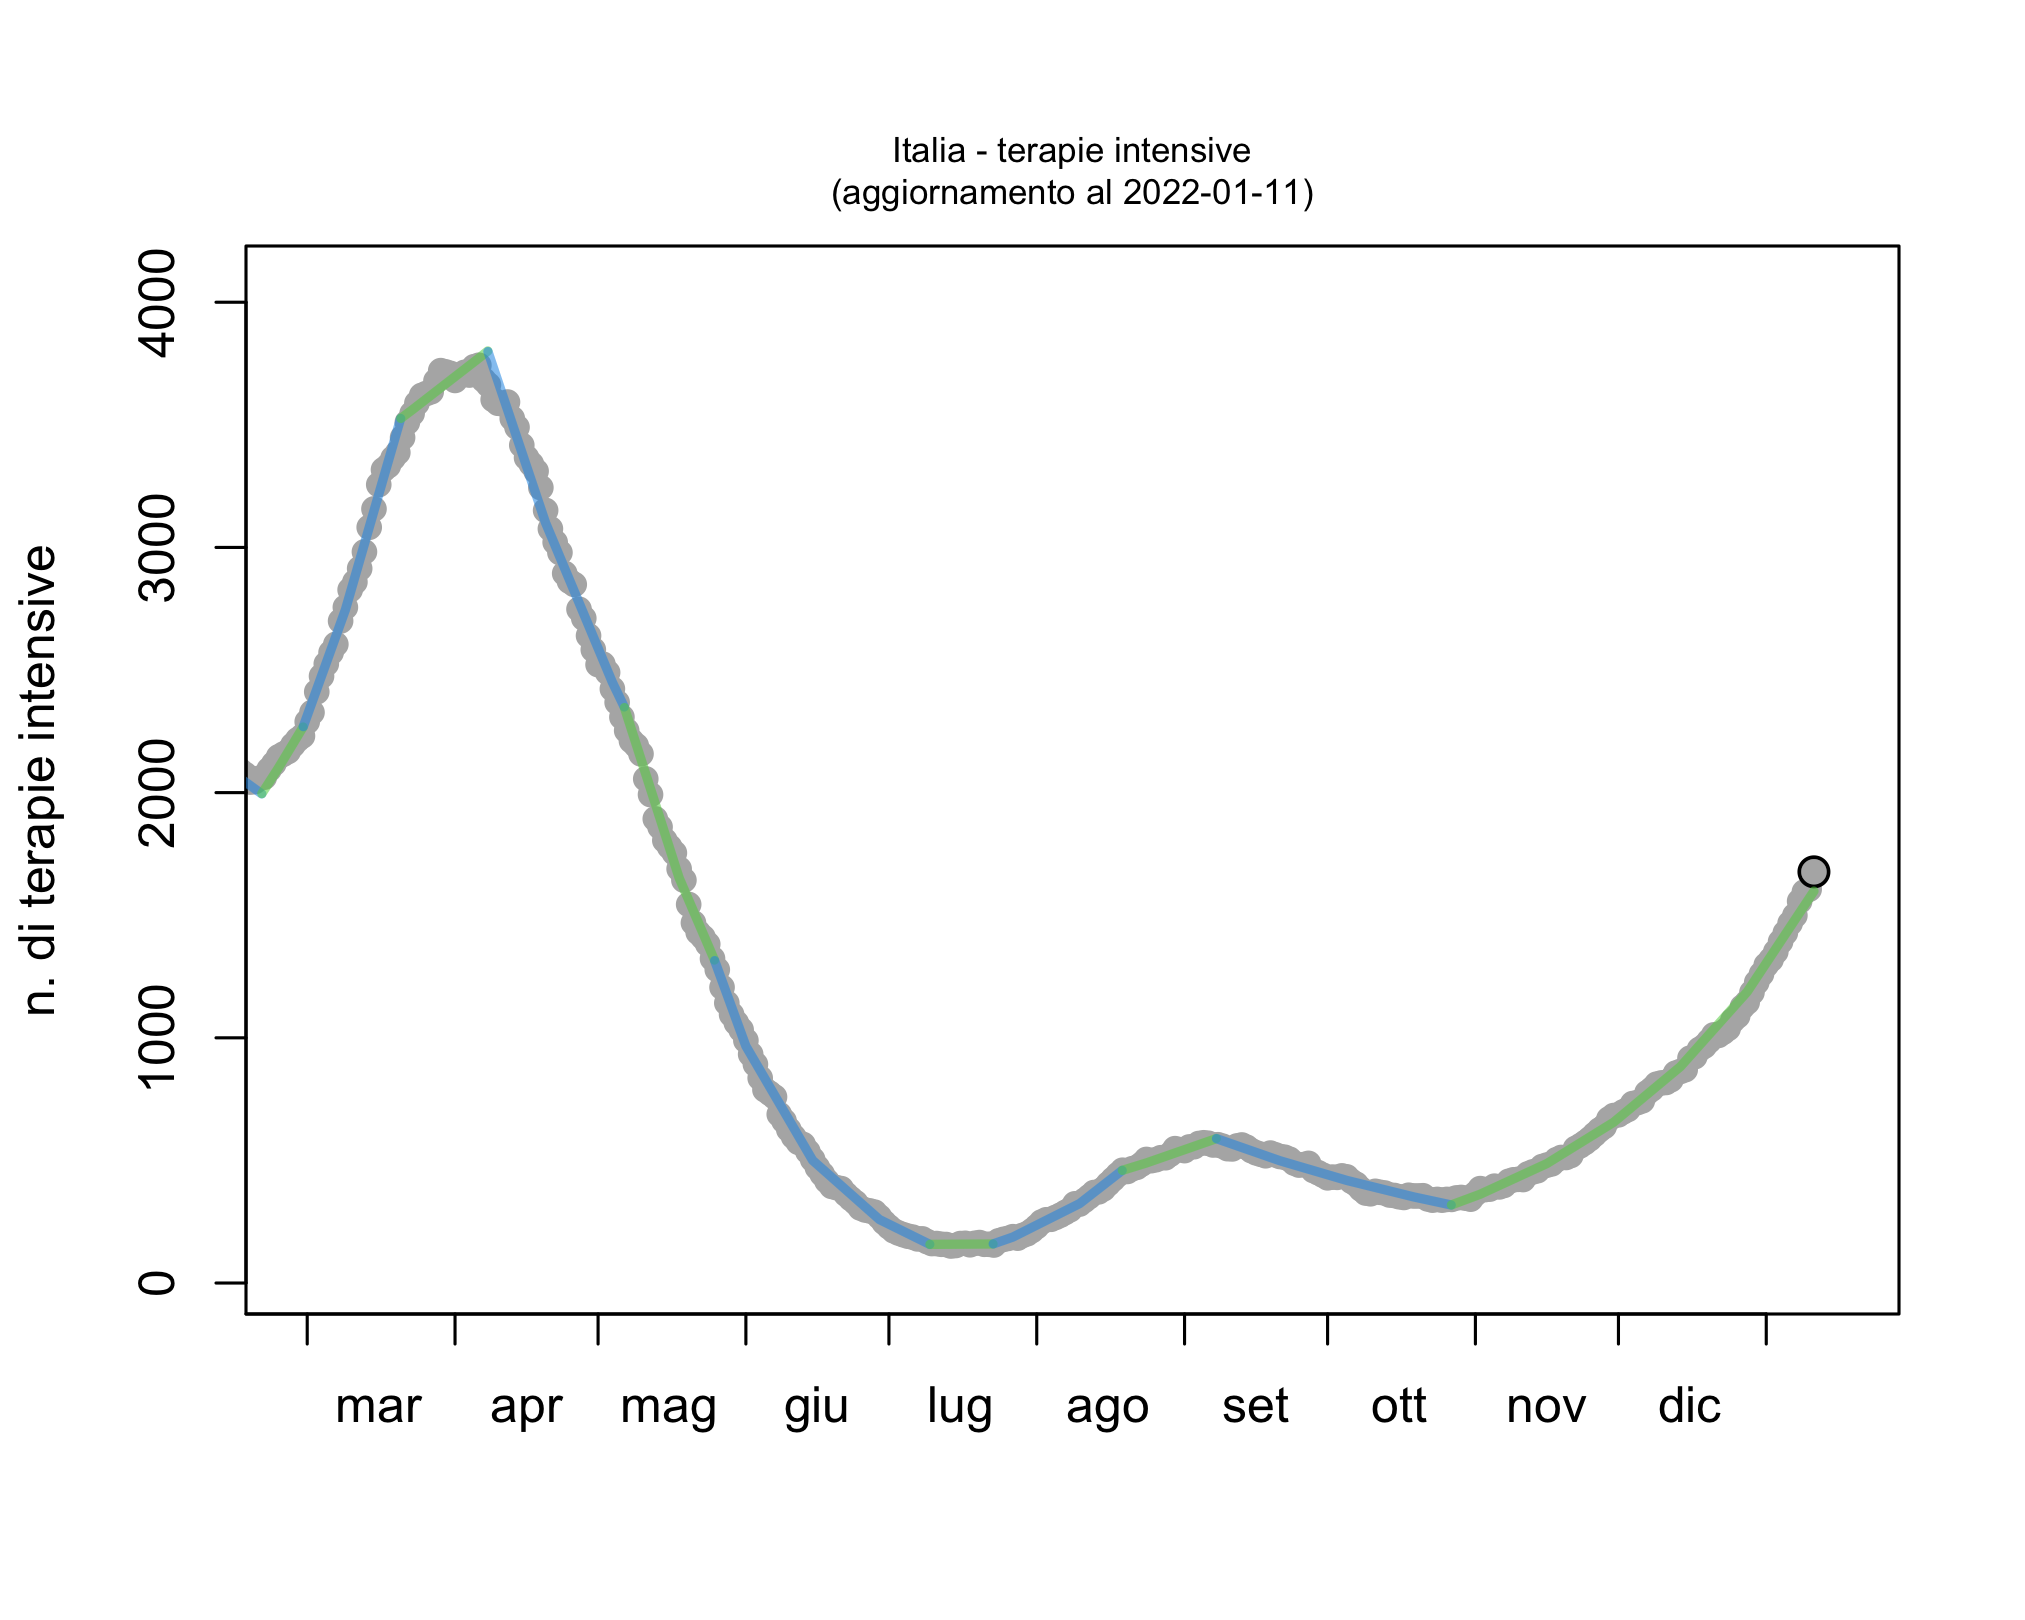 Italia - terapie intensive
(aggiornamento al 2022-01-11)
n. di terapie intensive
4000
3000
2000
1000
0
mar apr mag giu lug ago set ott nov dic